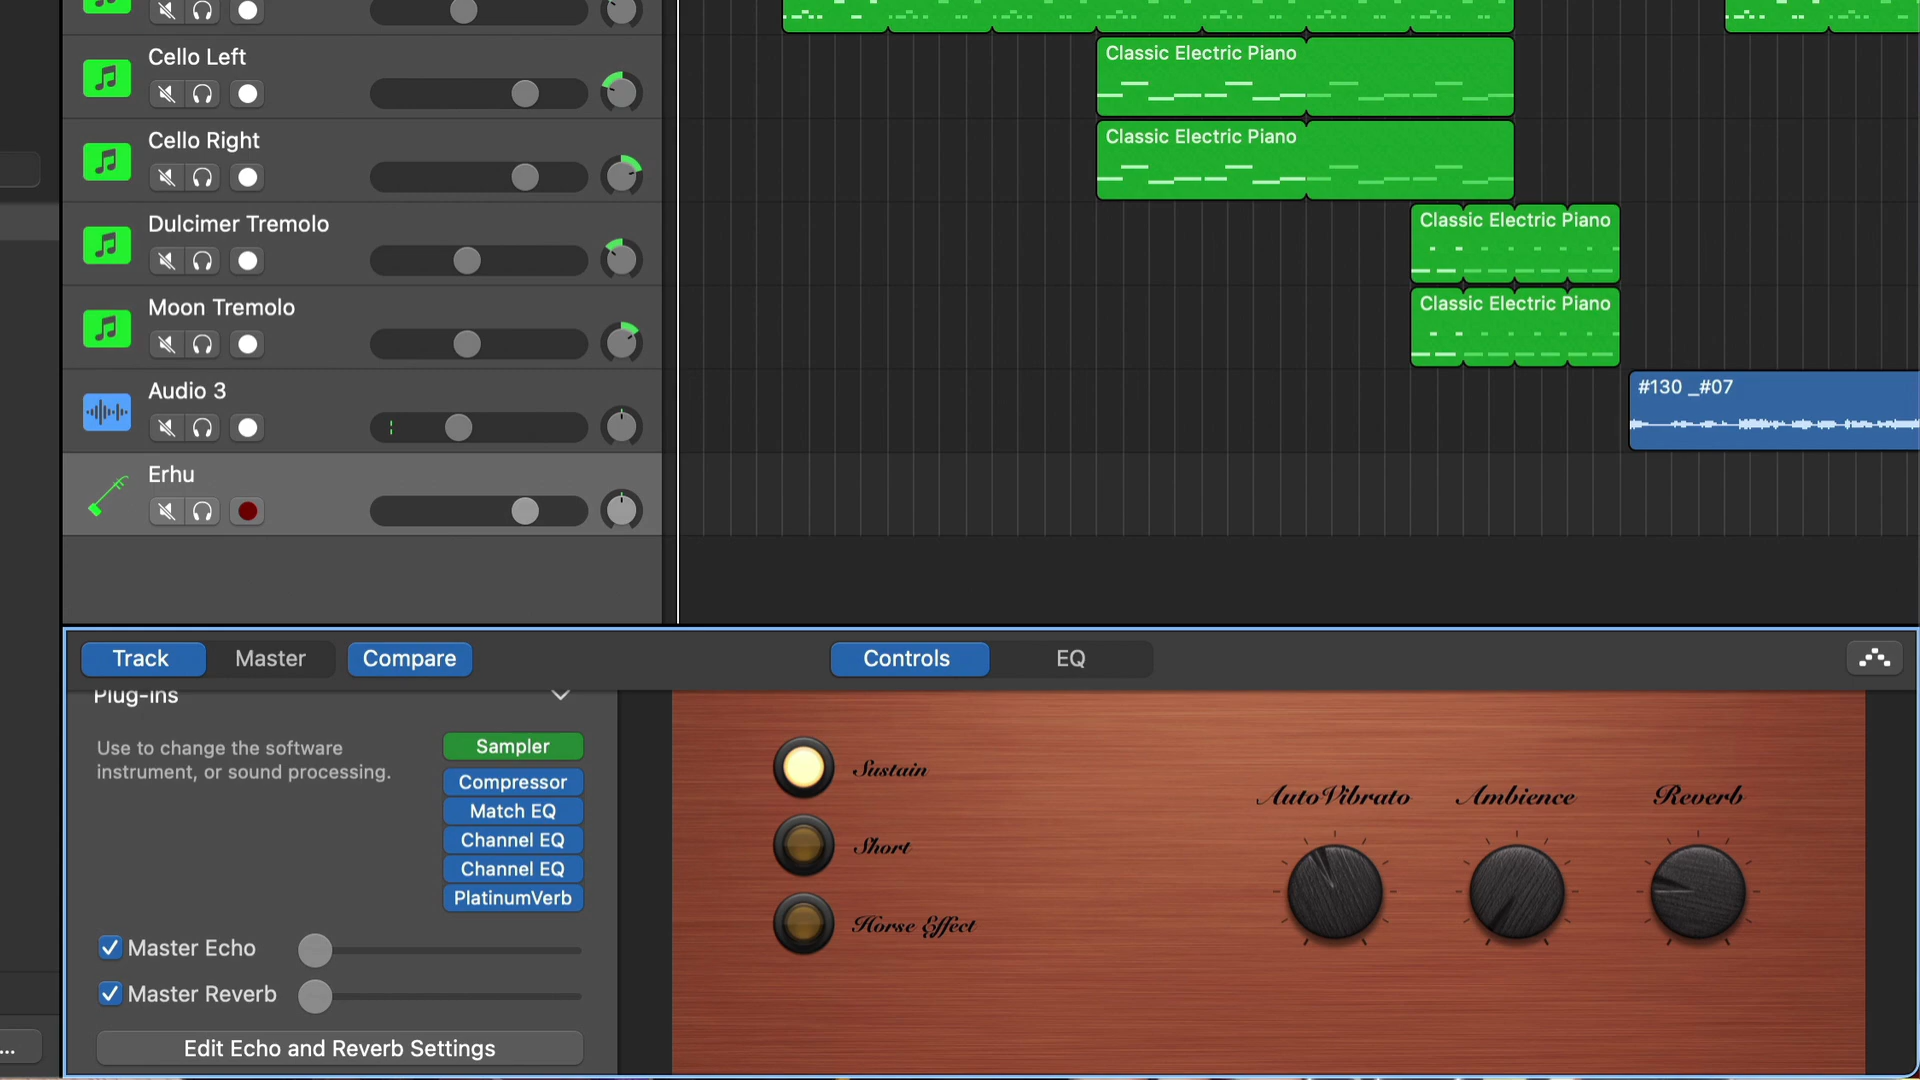 Cello Left
Classic Electric Piano
Cello Right
Classic Electric Piano
Dulcimer Tremolo
Classic Electric Piano
Moon Tremolo
Classic Electric Piano
Audio 3
#130 _#07
Erhu
Track
Master
Compare
Controls
EQ
Plug-ins
Use to change the software
instrument, or sound processing.
Sampler
Compressor
Match EQ
Channel EQ
Channel EQ
PlatinumVerb
Master Echo
Master Reverb
Edit Echo and Reverb Settings
...
Sustain
Short
Horse Effect
AutoVibrato
Ambience
Reverb